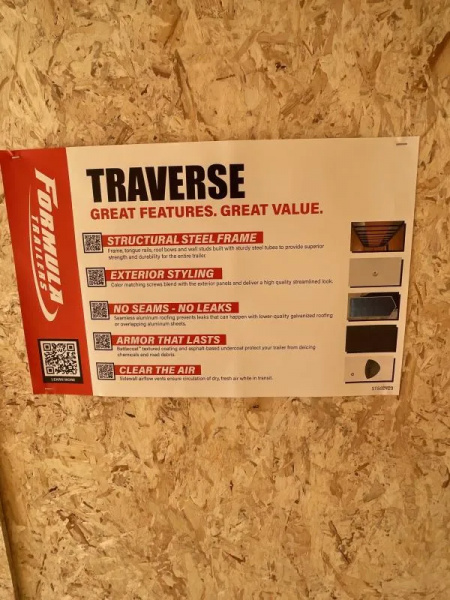 FORMULA
TRAILERS
TRAVERSE
GREAT FEATURES. GREAT VALUE.
STRUCTURAL STEEL FRAME
Frame, tongue rails, roof bows and wall studs built with sturdy steel tubes to provide superior
strength and durability for the entire trailer.
EXTERIOR STYLING
Color matching screws blend with the exterior panels and deliver a high quality streamlined look.
NO SEAMS - NO LEAKS
Seamless aluminum roofing prevents leaks that can happen with lower-quality galvanized roofing
or overlapping aluminum sheets.
ARMOR THAT LASTS
textured coating and asphalt-based undercoat protect your trailer from deicing
chemicals and road debris.
CLEAR THE AIR
Sidewall airflow vents ensure circulation of dry, fresh air while in transit.
LEARN MORE